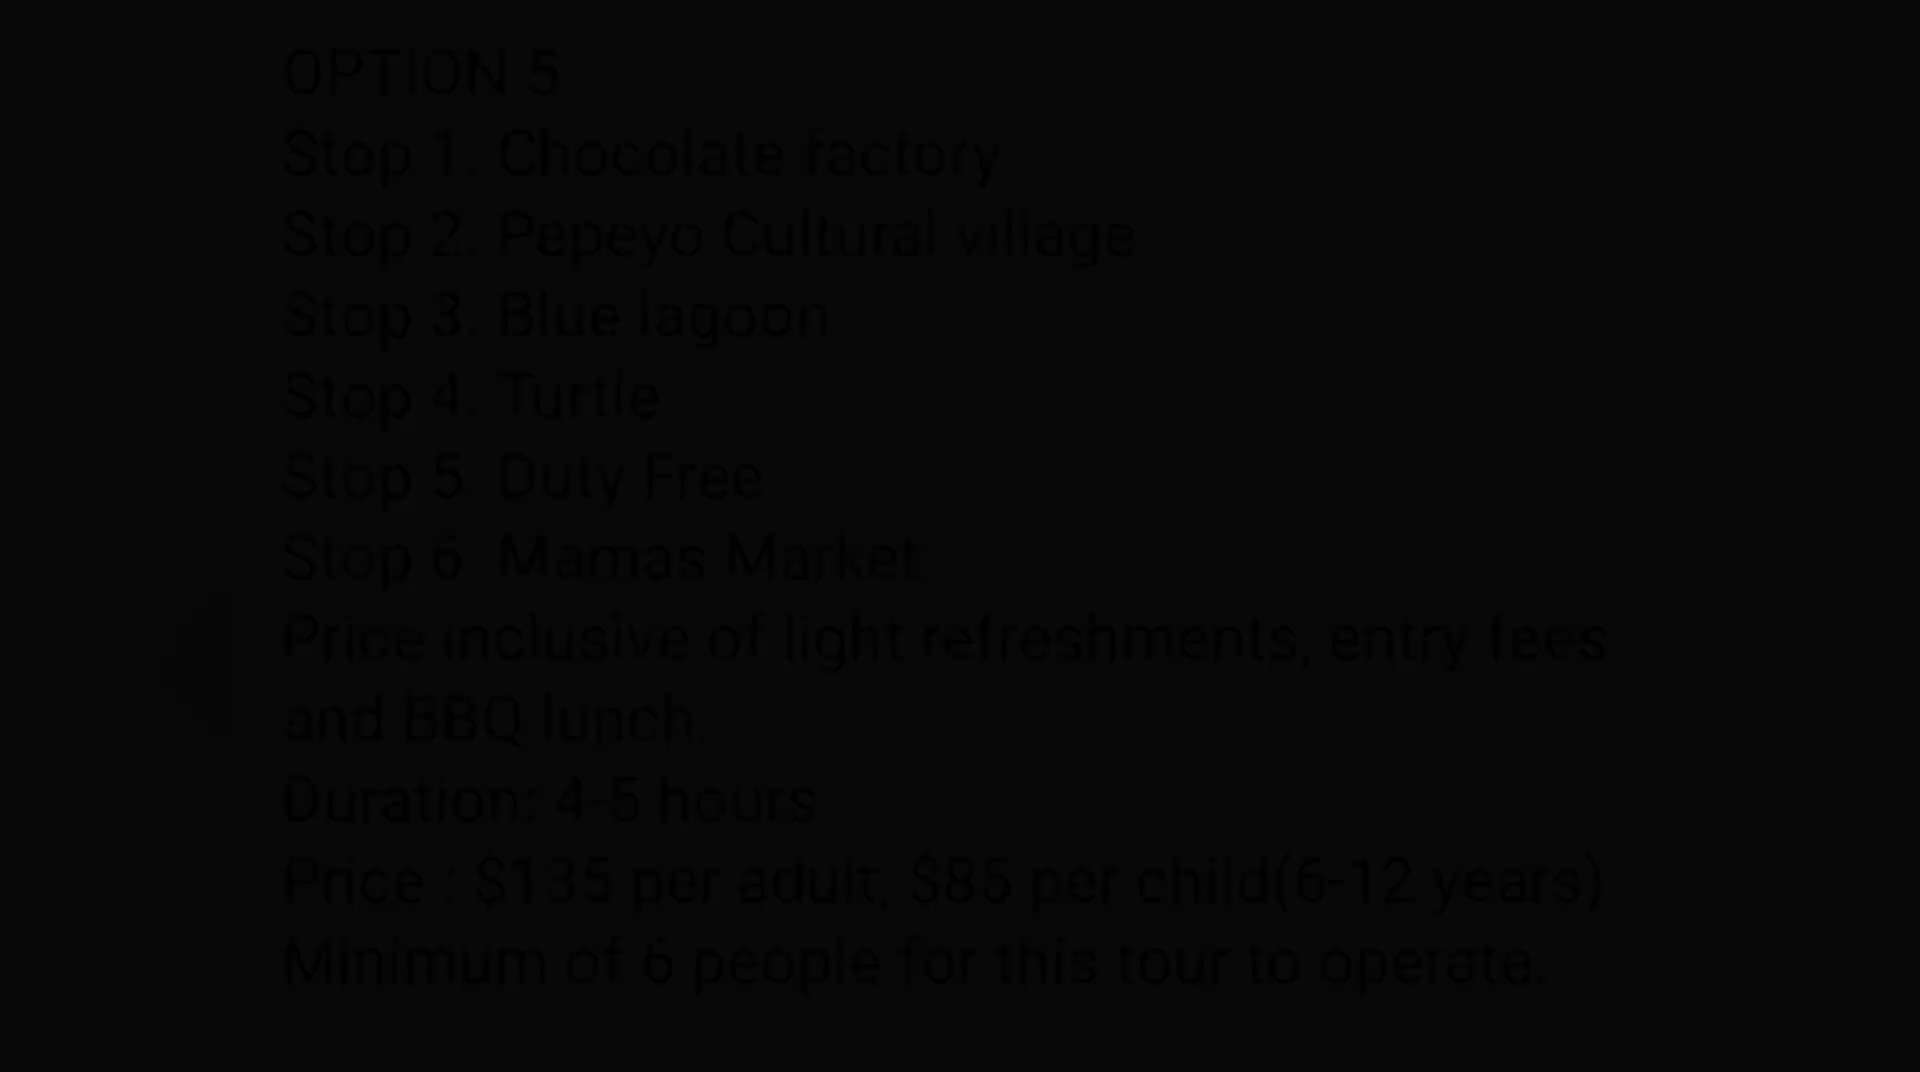 OPTION 5
Stop 1. Chocolate factory
Stop 2. Pepeyo Cultural village
Stop 3. Blue lagoon
Stop 4. Turtle
Stop 5. Duty Free
Stop 6. Mamas Market
Price inclusive of light refreshments, entry fees
and BBQ lunch.
Duration: 4-5 hours
Price : $135 per adult, $85 per child(6-12 years)
Minimum of 6 people for this tour to operate.